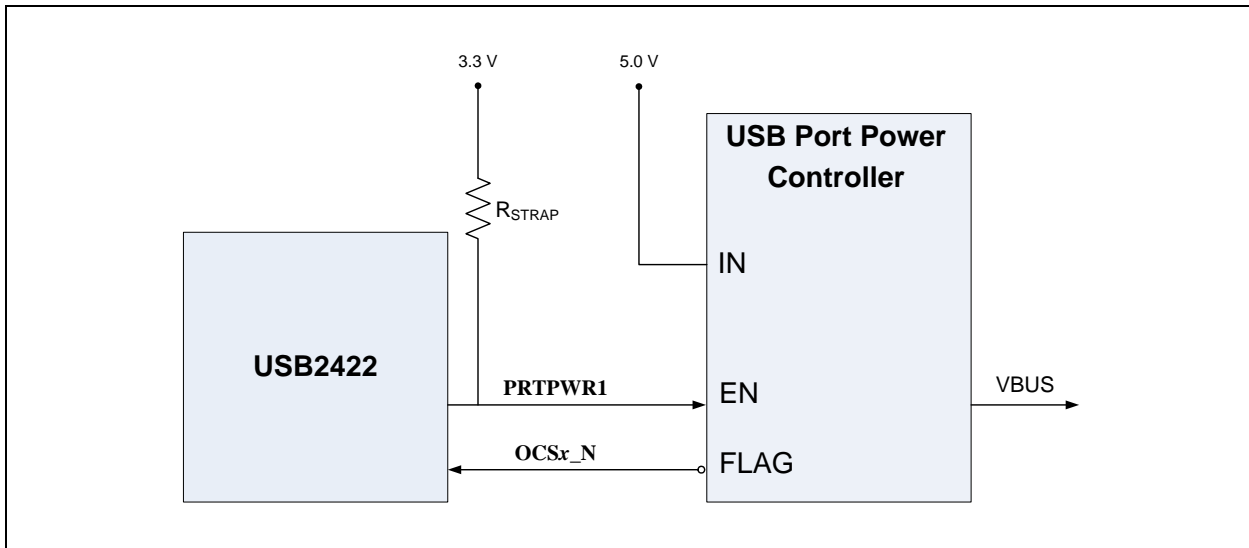 3.3 V
5.0 V
USB Port Power
Controller
RSTRAP
IN
USB2422
PRTPWR1
EN
VBUS
OCSx_N
FLAG